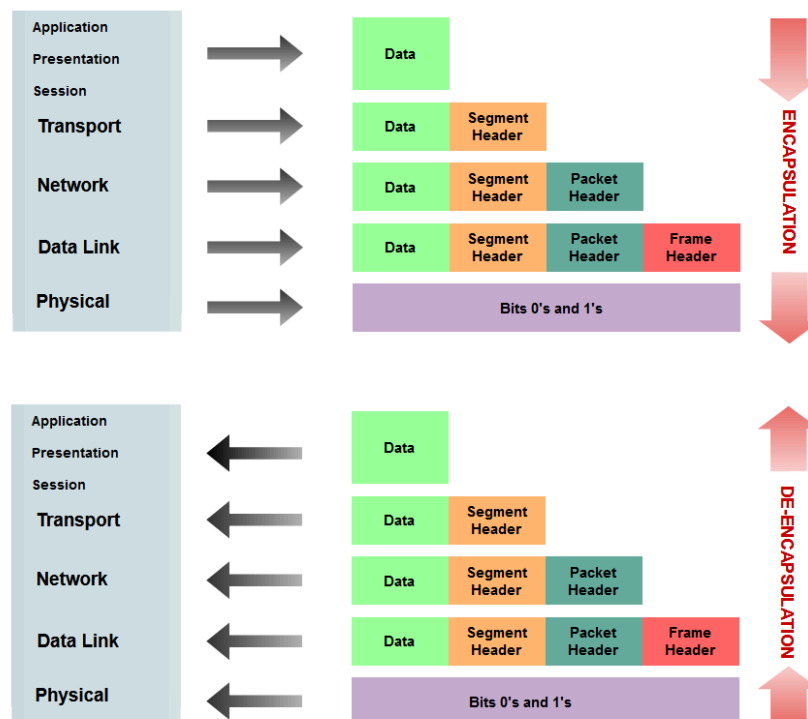 Application
Presentation
Session
Data
Transport
Data
Segment
Header
Network
Data
Segment
Header
Packet
Header
Data Link
Data
Segment
Header
Packet
Header
Frame
Header
Physical
Bits 0's and 1's
ENCAPSULATION
Application
Presentation
Session
Data
Transport
Data
Segment
Header
Network
Data
Segment
Header
Packet
Header
Data Link
Data
Segment
Header
Packet
Header
Frame
Header
Physical
Bits 0's and 1's
DE-ENCAPSULATION